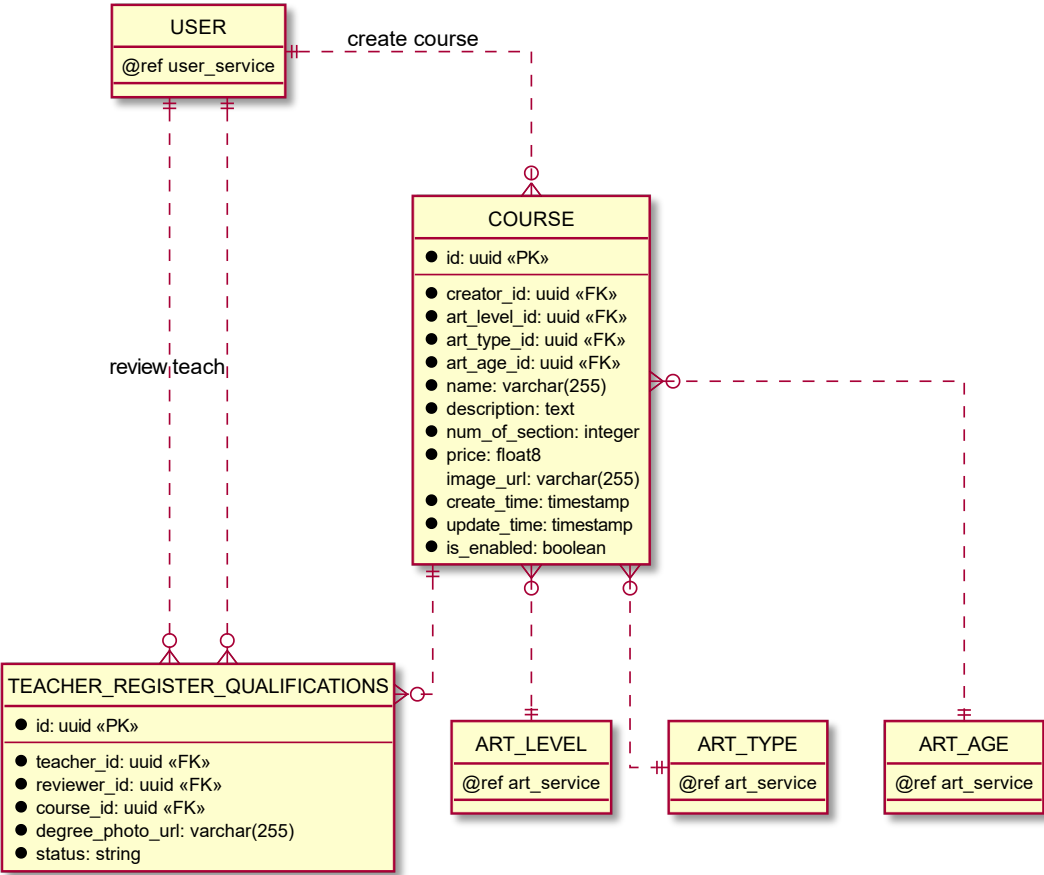 USER
@ref user_service
create course
COURSE
id: uuid «PK»
creator_id: uuid «FK»
art_level_id: uuid «FK»
art_type_id: uuid «FK»
art_age_id: uuid «FK»
name: varchar(255)
description: text
num_of_section: integer
price: float8
image_url: varchar(255)
create_time: timestamp
update_time: timestamp
is_enabled: boolean
review
teach
TEACHER_REGISTER_QUALIFICATIONS
id: uuid «PK»
teacher_id: uuid «FK»
reviewer_id: uuid «FK»
course_id: uuid «FK»
degree_photo_url: varchar(255)
status: string
ART_LEVEL
@ref art_service
ART_TYPE
@ref art_service
ART_AGE
@ref art_service